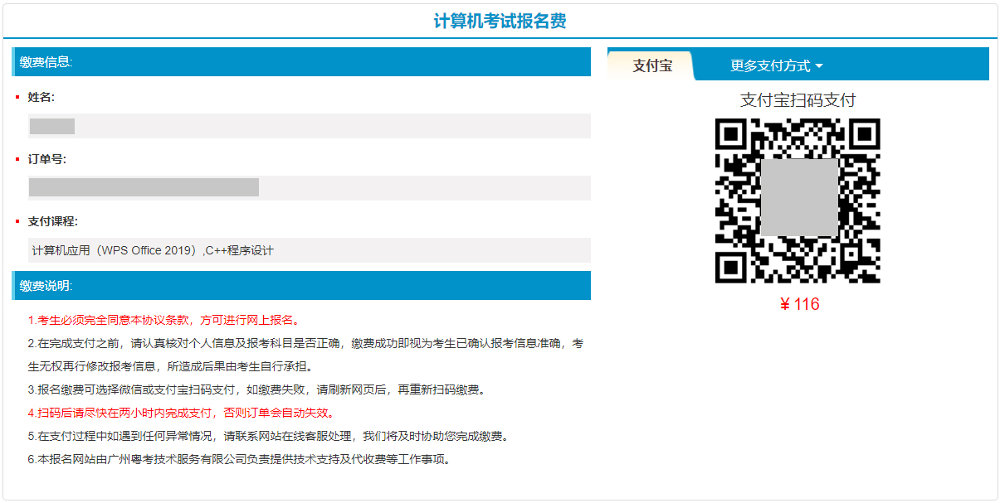 计算机考试报名费
缴费信息:
姓名:
订单号:
支付课程:
计算机应用（WPS Office 2019）,C++程序设计
缴费说明:
1.考生必须完全同意本协议条款，方可进行网上报名。
2.在完成支付之前，请认真核对个人信息及报考科目是否正确，缴费成功即视为考生已确认报考信息准确，考
生无权再行修改报考信息，所造成后果由考生自行承担。
3.报名缴费可选择微信或支付宝扫码支付，如缴费失败，请刷新网页后，再重新扫码缴费。
4.扫码后请尽快在两小时内完成支付，否则订单会自动失效。
5.在支付过程中如遇到任何异常情况，请联系网站在线客服处理，我们将及时协助您完成缴费。
6.本报名网站由广州粤考技术服务有限公司负责提供技术支持及代收费等工作事项。
支付宝
更多支付方式
支付宝扫码支付
¥ 116